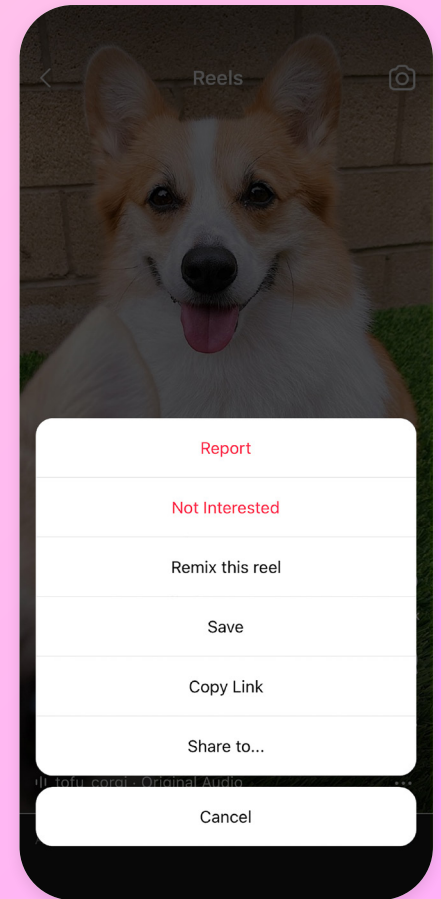 Reels
Report
Not Interested
Remix this reel
Save
Copy Link
Share to...
tofu_corgi · Original Audio
Cancel